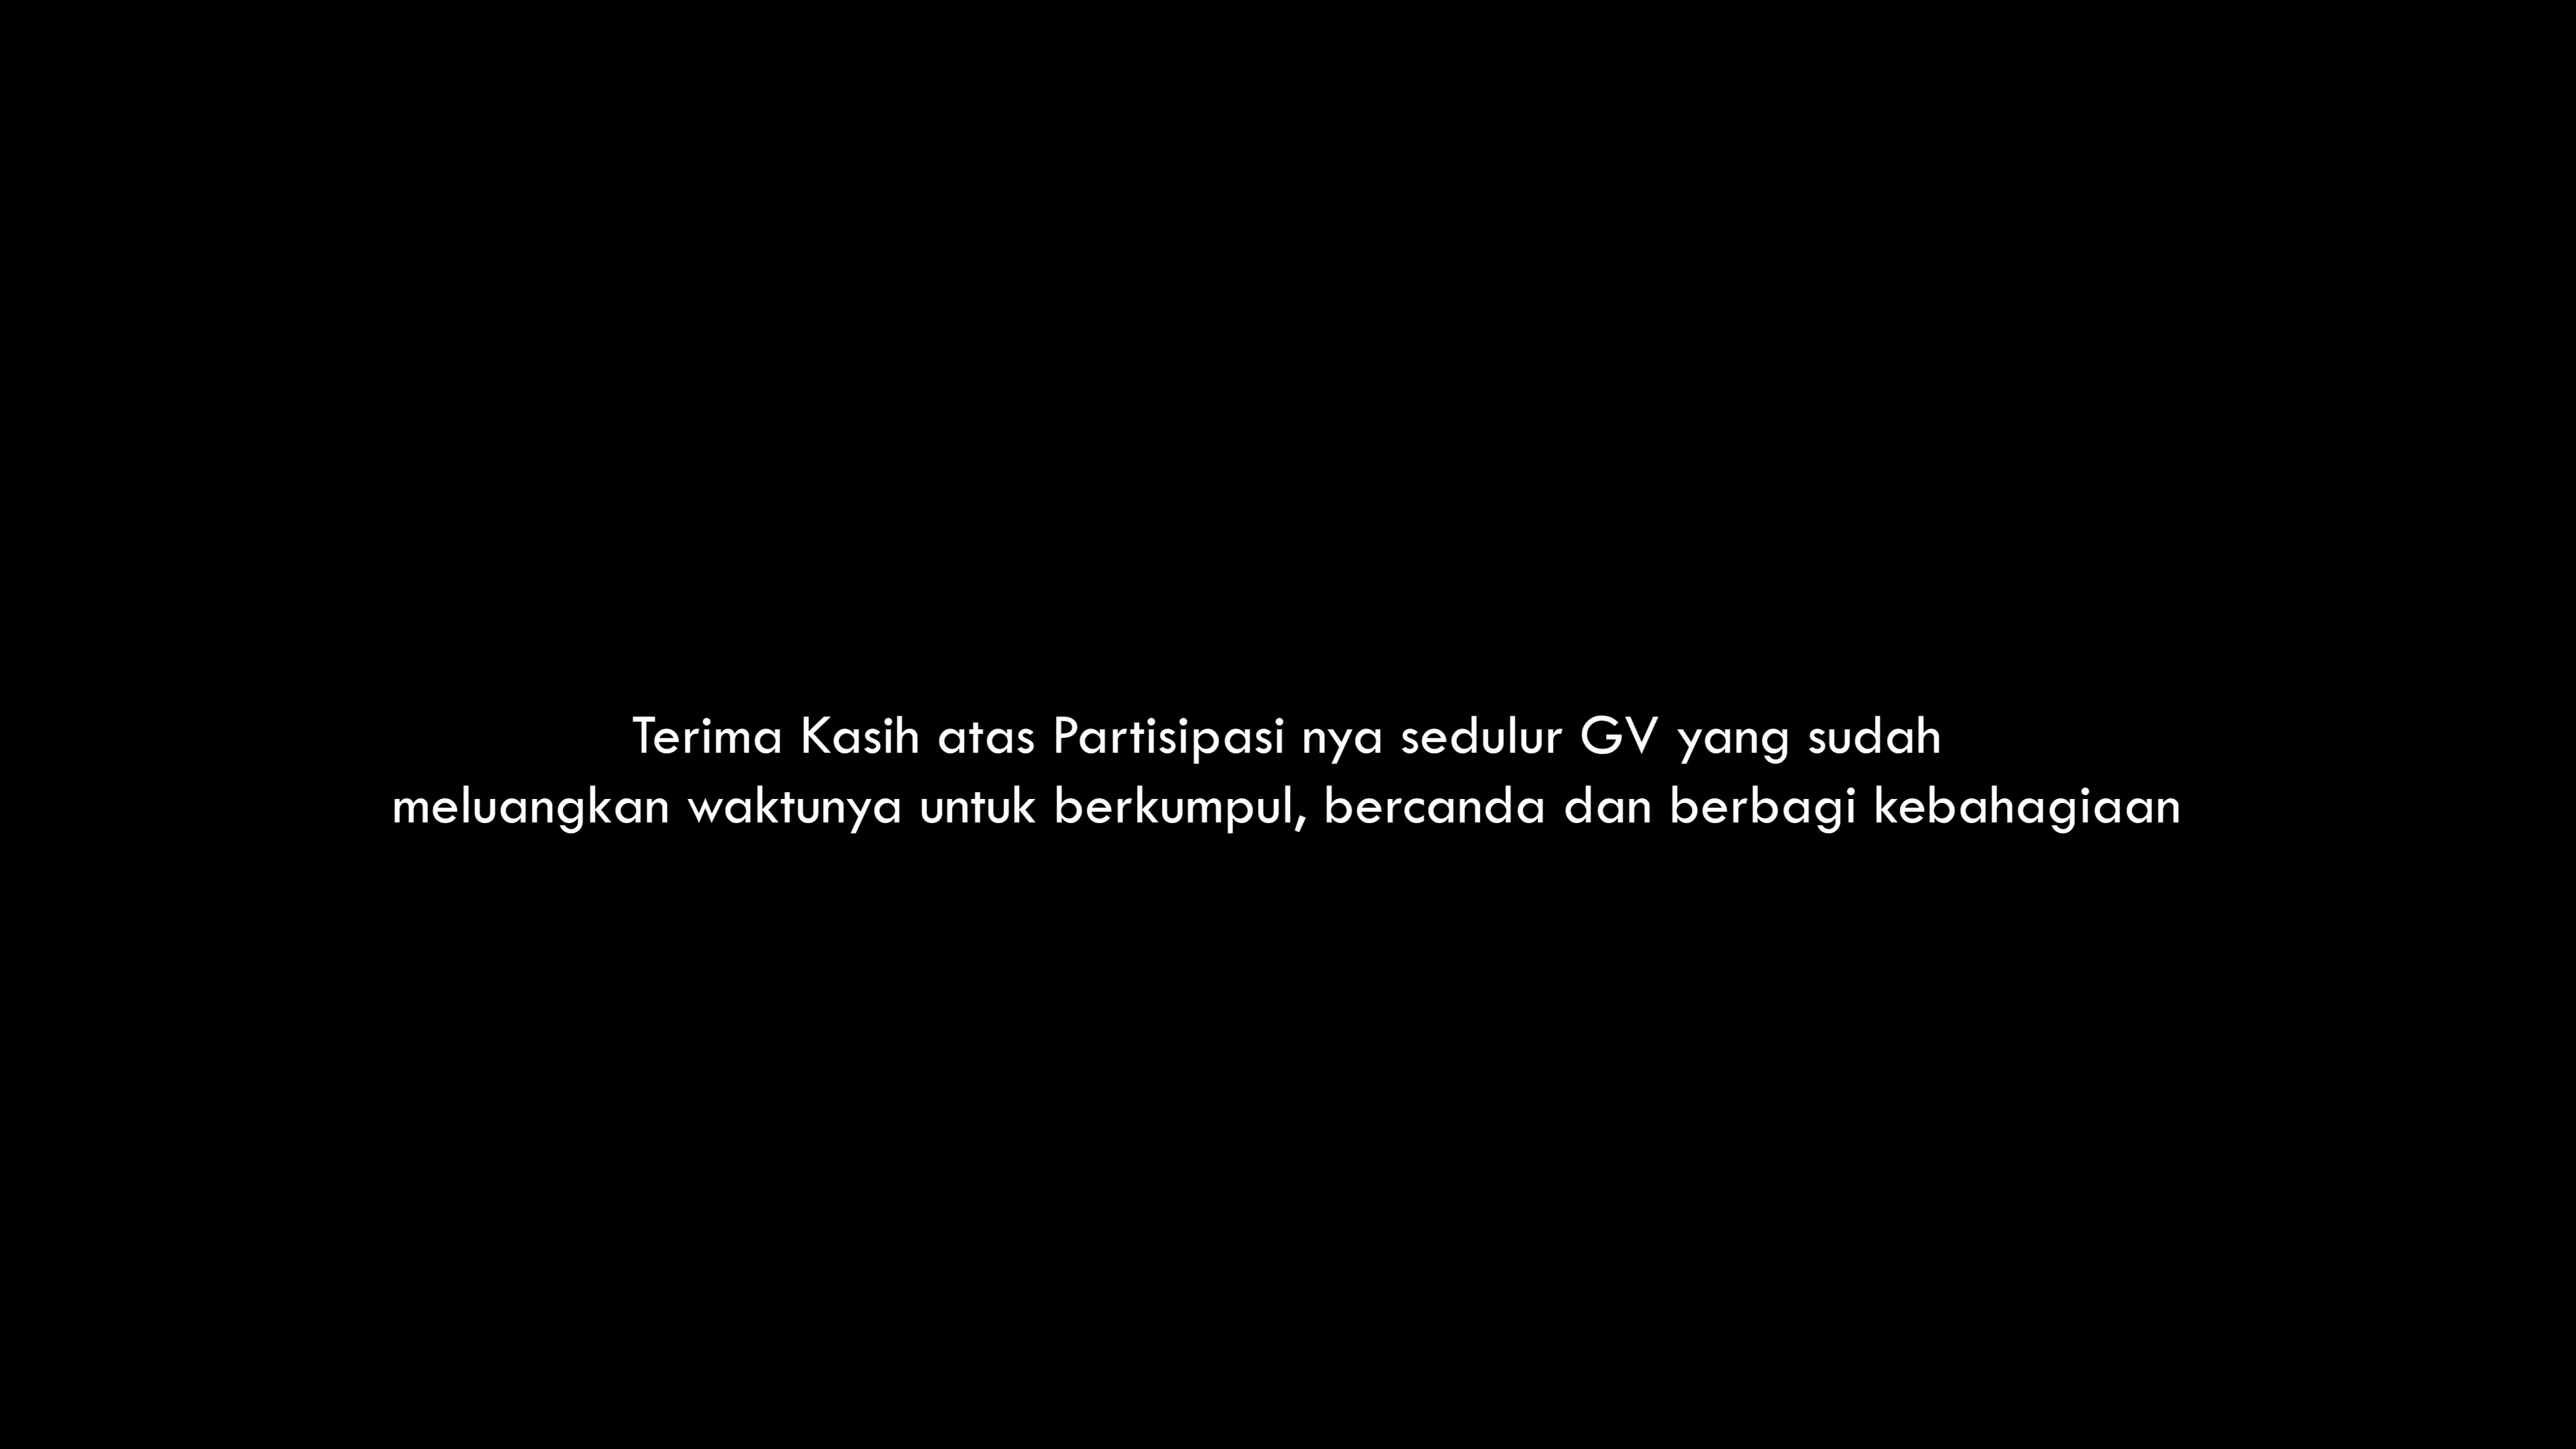 Terima Kasih atas Partisipasi nya sedulur GV yang sudah
meluangkan waktunya untuk berkumpul, bercanda dan berbagi kebahagiaan